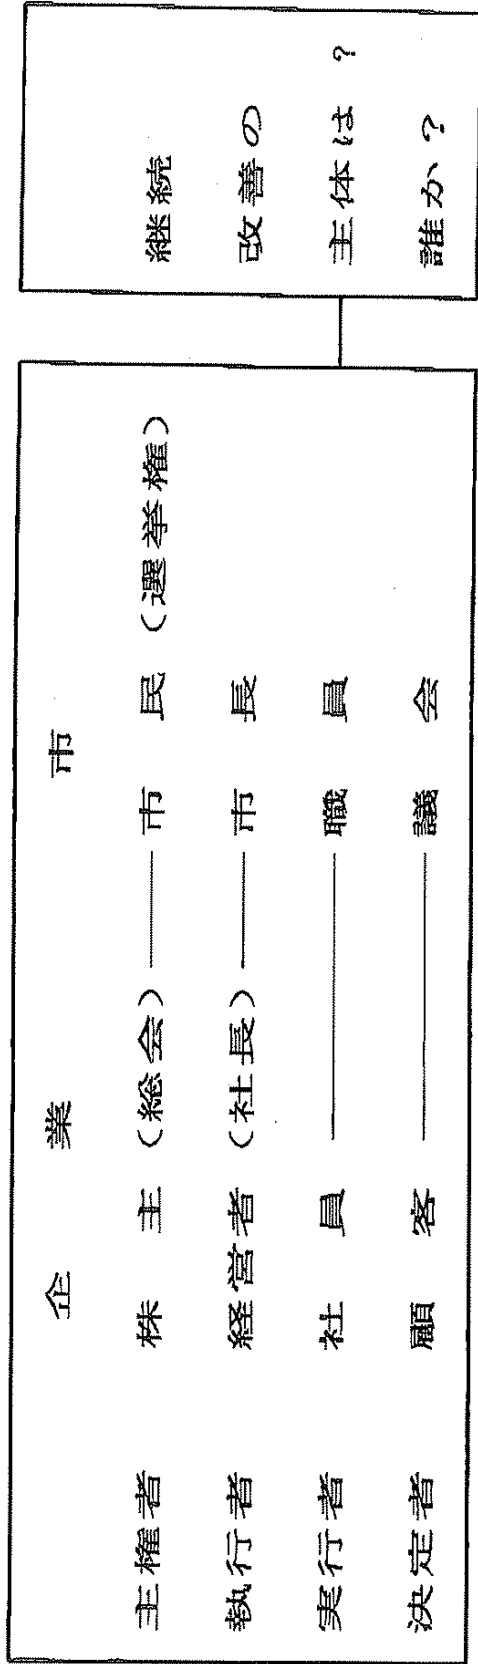 企業 市
主権者 株主(総会)――市民(選挙権)
執行者 経営者(社長)――市長
実行者 社員――――職員
決定者 顧客――――議会
継続
改善の
主体は?
誰か?